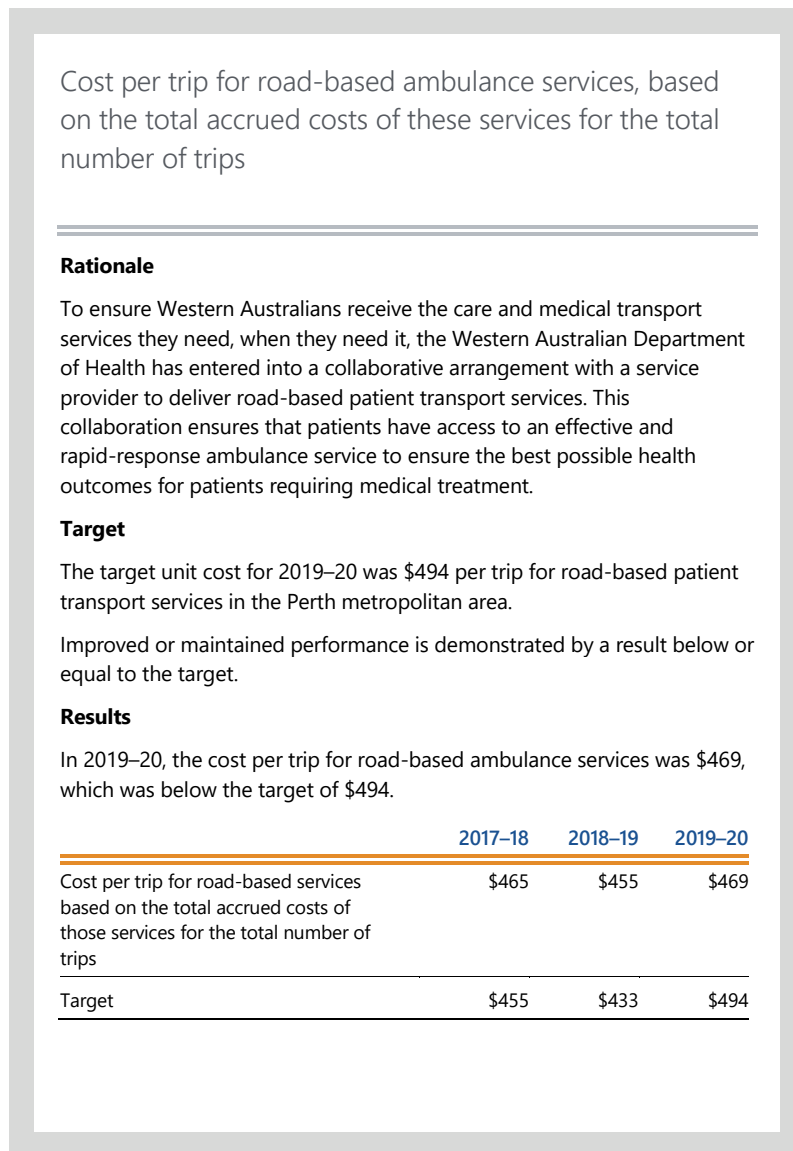 Cost per trip for road-based ambulance services, based
on the total accrued costs of these services for the total
number of trips
Rationale
To ensure Western Australians receive the care and medical transport
services they need, when they need it, the Western Australian Department
of Health has entered into a collaborative arrangement with a service
provider to deliver road-based patient transport services. This
collaboration ensures that patients have access to an effective and
rapid-response ambulance service to ensure the best possible health
outcomes for patients requiring medical treatment.
Target
The target unit cost for 2019–20 was $494 per trip for road-based patient
transport services in the Perth metropolitan area.
Improved or maintained performance is demonstrated by a result below or
equal to the target.
Results
In 2019–20, the cost per trip for road-based ambulance services was $469,
which was below the target of $494.
2017–18 2018–19 2019–20
Cost per trip for road-based services $465 $455 $469
based on the total accrued costs of
those services for the total number of
trips
Target $455 $433 $494